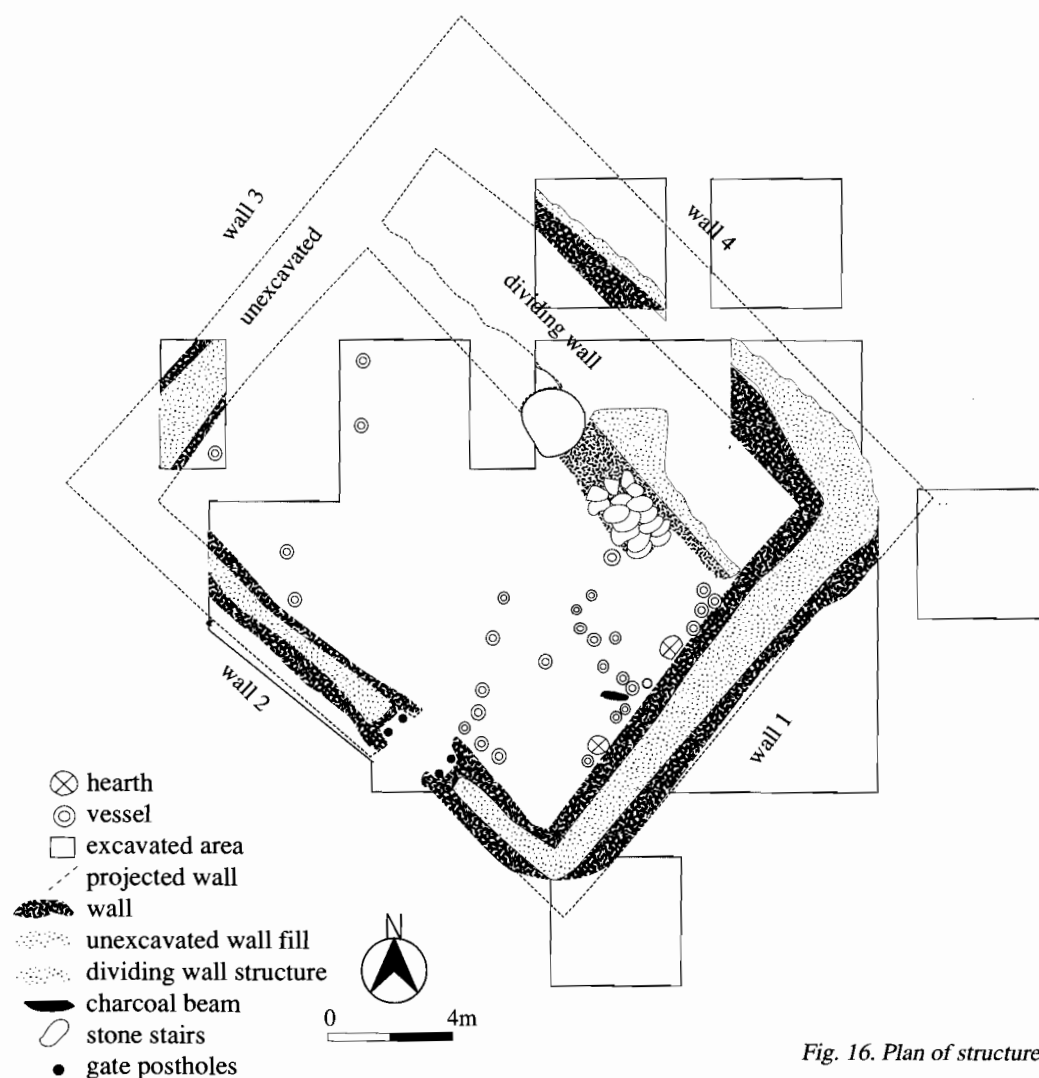 wall 3
unexcavated
wall 4
dividing wall
wall 2
wall 1
hearth
vessel
excavated area
projected wall
wall
unexcavated wall fill
dividing wall structure
charcoal beam
stone stairs
gate postholes
N
0 4m
Fig. 16. Plan of structure